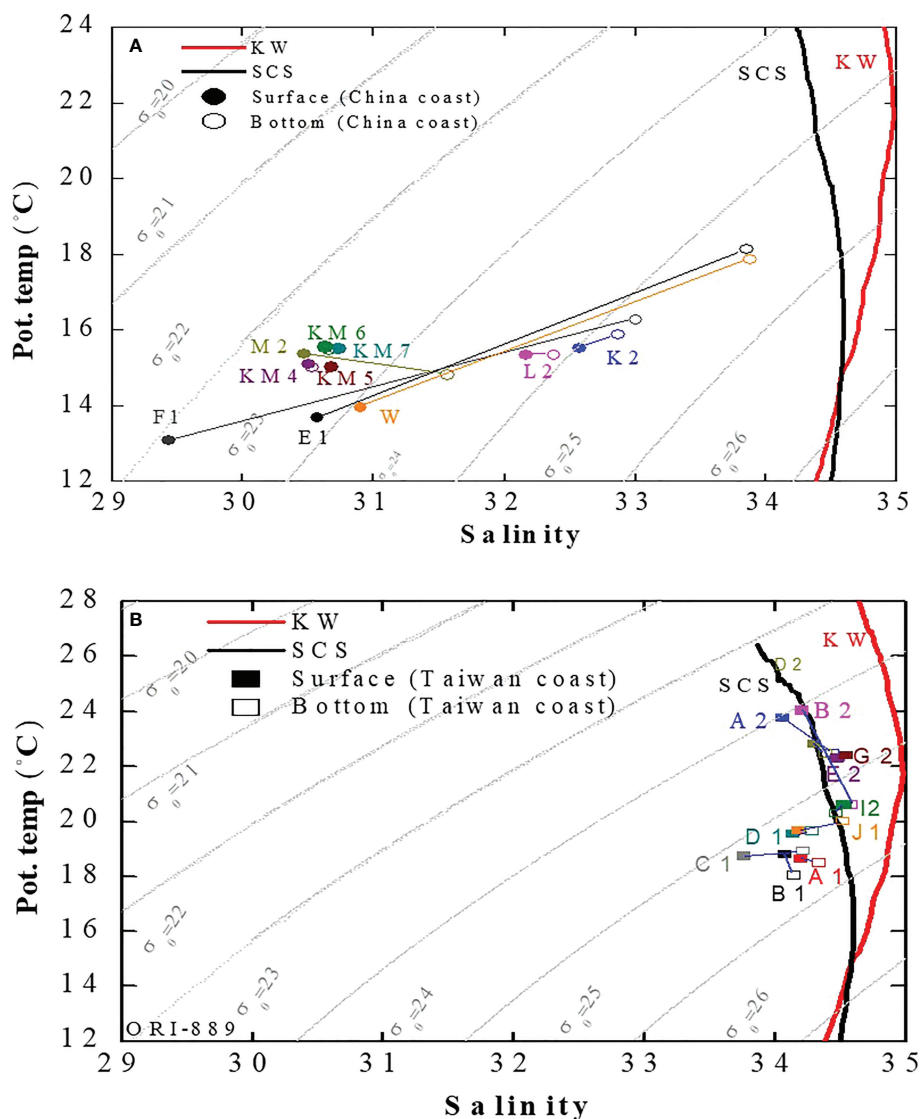 A
KW
SCS
Surface (China coast)
Bottom (China coast)
SCS
KW
σ₀=20
σ₀=21
σ₀=22
σ₀=23
σ₀=24
σ₀=25
σ₀=26
KM6
M2
KM7
KM4
KM5
L2
K2
F1
E1
W
24
22
20
18
16
14
12
Pot. temp (°C)
29 30 31 32 33 34 35
Salinity
B
KW
SCS
Surface (Taiwan coast)
Bottom (Taiwan coast)
KW
D2
SCS
σ₀=20
σ₀=21
σ₀=22
σ₀=23
σ₀=24
σ₀=25
σ₀=26
B2
A2
G2
E2
I2
D1
J1
C1
A1
B1
28
26
24
22
20
18
16
14
12
Pot. temp (°C)
ORI-889
29 30 31 32 33 34 35
Salinity